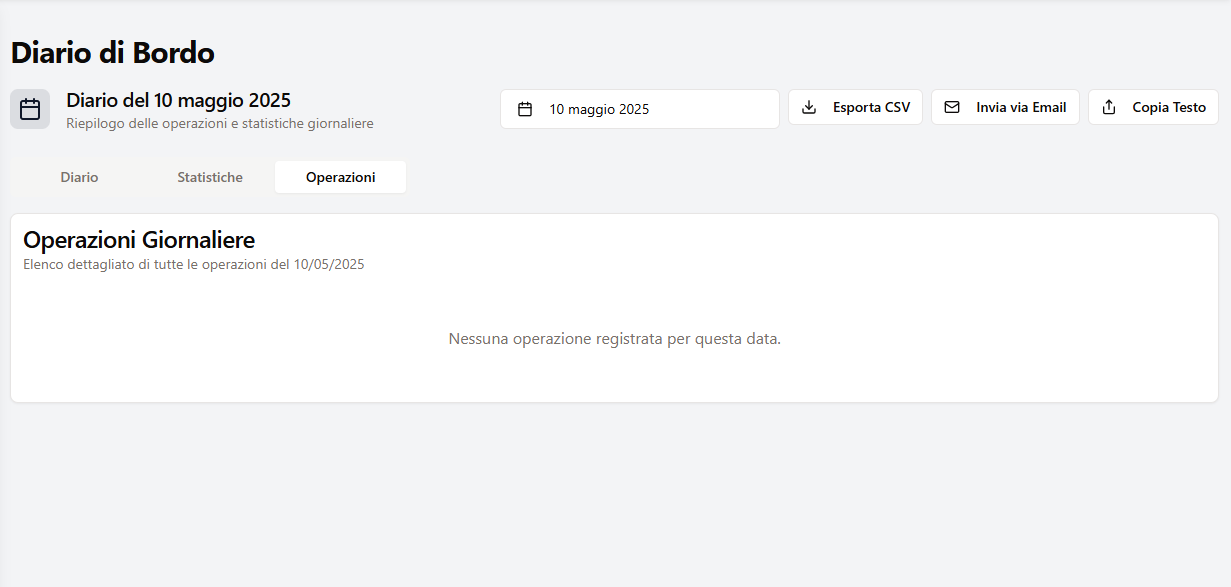 Diario di Bordo
Diario del 10 maggio 2025
Riepilogo delle operazioni e statistiche giornaliere
10 maggio 2025
Esporta CSV
Invia via Email
Copia Testo
Diario
Statistiche
Operazioni
Operazioni Giornaliere
Elenco dettagliato di tutte le operazioni del 10/05/2025
Nessuna operazione registrata per questa data.